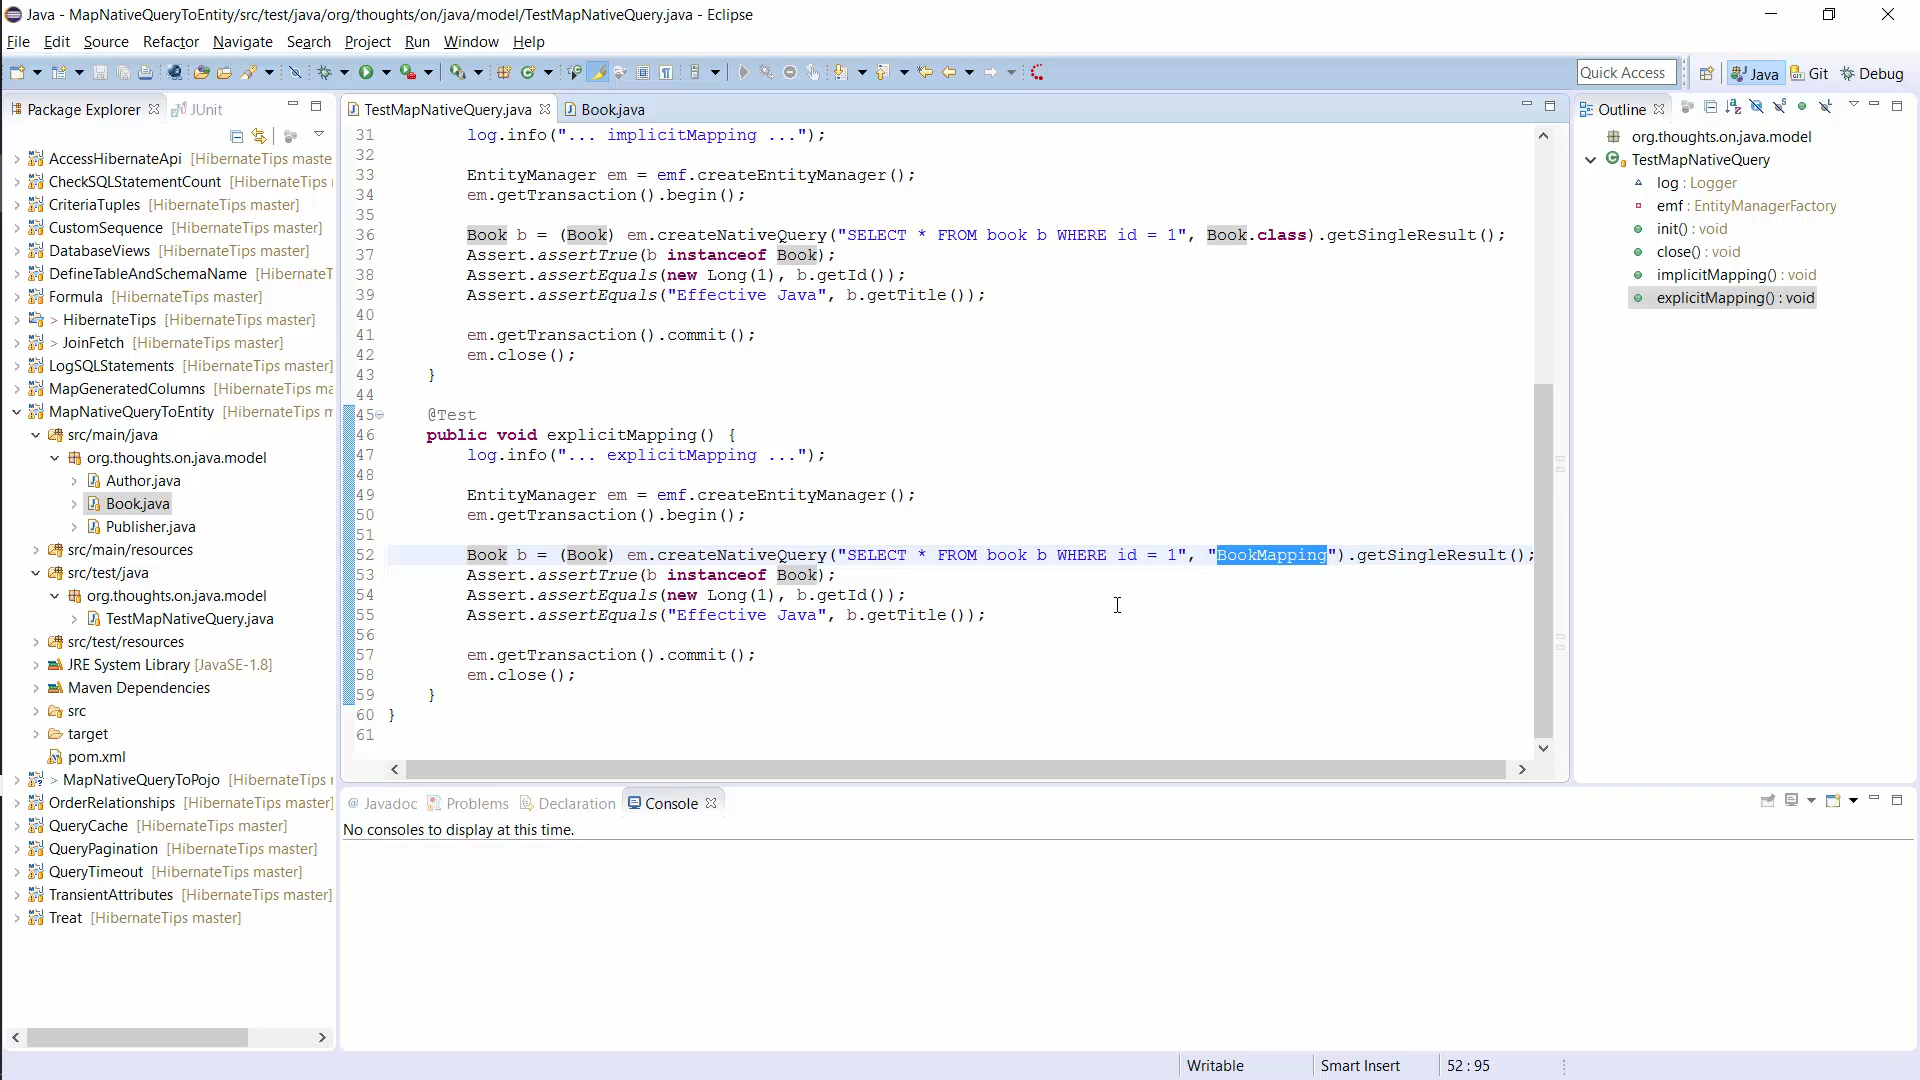 Java - MapNativeQueryToEntity/src/test/java/org/thoughts/on/java/model/TestMapNativeQuery.java - Eclipse
File Edit Source Refactor Navigate Search Project Run Window Help
Quick Access Java Git Debug
Package Explorer JUnit
AccessHibernateApi [HibernateTips maste
CheckSQLStatementCount [HibernateTips
CriteriaTuples [HibernateTips master]
CustomSequence [HibernateTips master]
DatabaseViews [HibernateTips master]
DefineTableAndSchemaName [HibernateT
Formula [HibernateTips master]
> HibernateTips [HibernateTips master]
> JoinFetch [HibernateTips master]
LogSQLStatements [HibernateTips master]
MapGeneratedColumns [HibernateTips ma
MapNativeQueryToEntity [HibernateTips m
src/main/java
org.thoughts.on.java.model
Author.java
Book.java
Publisher.java
src/main/resources
src/test/java
org.thoughts.on.java.model
TestMapNativeQuery.java
src/test/resources
JRE System Library [JavaSE-1.8]
Maven Dependencies
src
target
pom.xml
> MapNativeQueryToPojo [HibernateTips
OrderRelationships [HibernateTips master]
QueryCache [HibernateTips master]
QueryPagination [HibernateTips master]
QueryTimeout [HibernateTips master]
TransientAttributes [HibernateTips master]
Treat [HibernateTips master]
TestMapNativeQuery.java Book.java
31 log.info("... implicitMapping ...");
32
33 EntityManager em = emf.createEntityManager();
34 em.getTransaction().begin();
35
36 Book b = (Book) em.createNativeQuery("SELECT * FROM book b WHERE id = 1", Book.class).getSingleResult();
37 Assert.assertTrue(b instanceof Book);
38 Assert.assertEquals(new Long(1), b.getId());
39 Assert.assertEquals("Effective Java", b.getTitle());
40
41 em.getTransaction().commit();
42 em.close();
43 }
44
45 @Test
46 public void explicitMapping() {
47 log.info("... explicitMapping ...");
48
49 EntityManager em = emf.createEntityManager();
50 em.getTransaction().begin();
51
52 Book b = (Book) em.createNativeQuery("SELECT * FROM book b WHERE id = 1", "BookMapping").getSingleResult();
53 Assert.assertTrue(b instanceof Book);
54 Assert.assertEquals(new Long(1), b.getId());
55 Assert.assertEquals("Effective Java", b.getTitle());
56
57 em.getTransaction().commit();
58 em.close();
59 }
60 }
61
Outline
org.thoughts.on.java.model
TestMapNativeQuery
log : Logger
emf : EntityManagerFactory
init() : void
close() : void
implicitMapping() : void
explicitMapping() : void
@ Javadoc Problems Declaration Console
No consoles to display at this time.
Writable Smart Insert 52 : 95